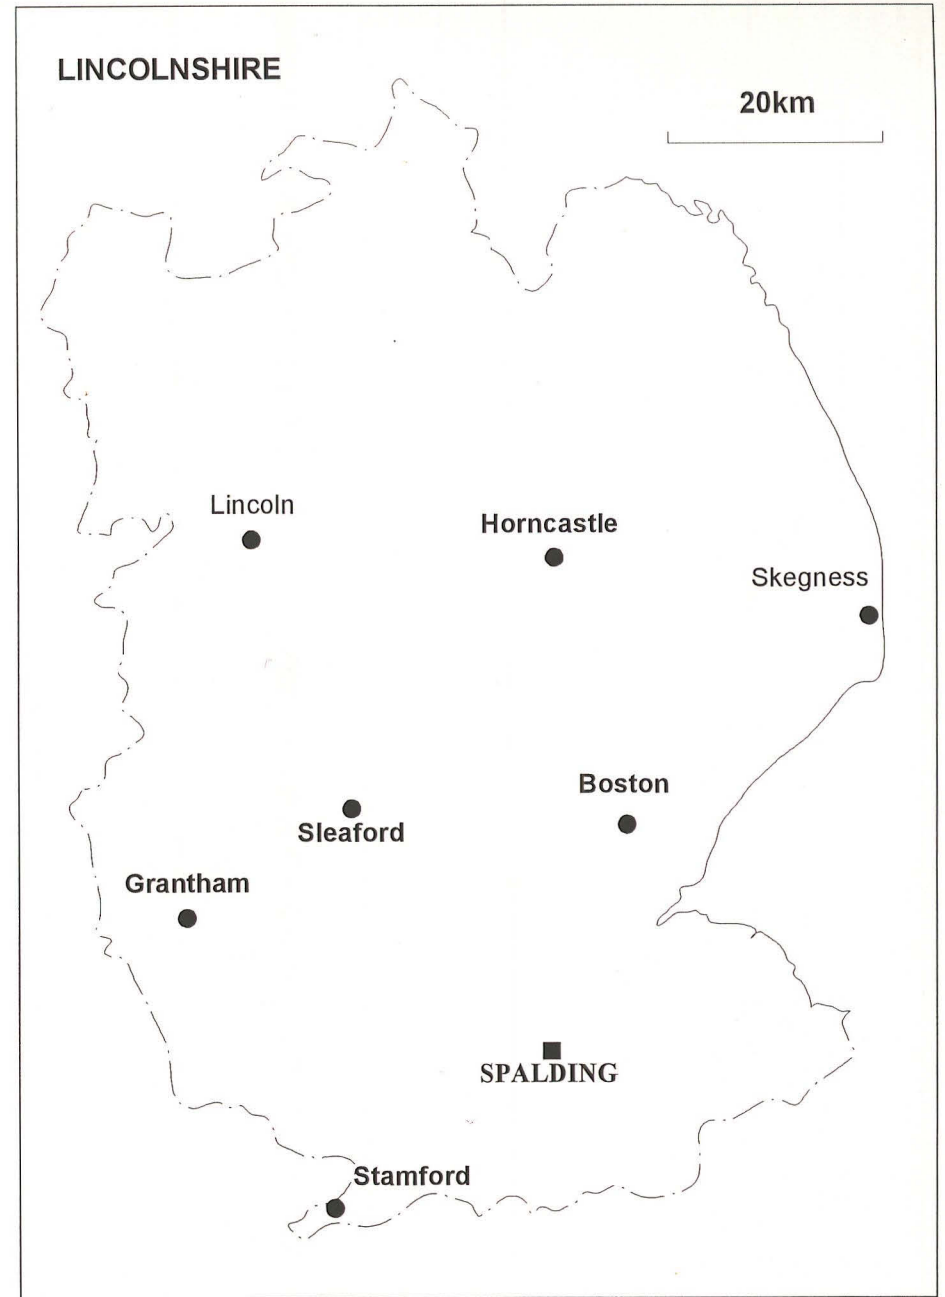 LINCOLNSHIRE
20km
Lincoln
Horncastle
Skegness
Boston
Sleaford
Grantham
SPALDING
Stamford